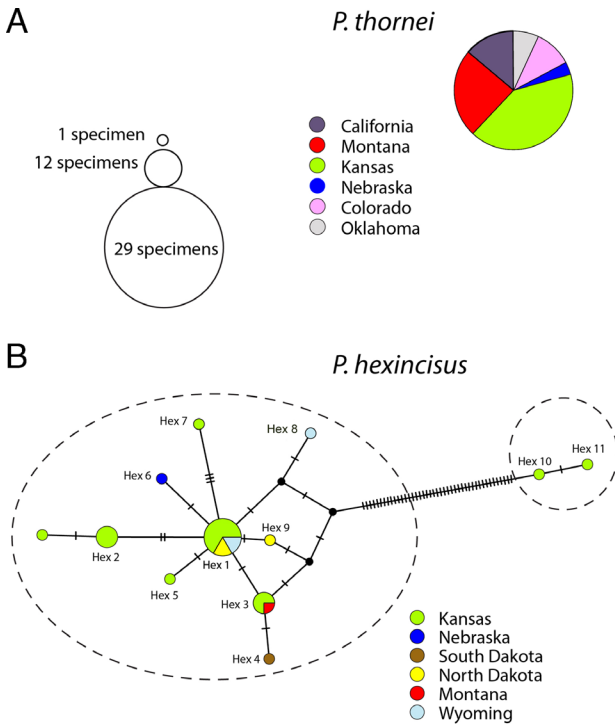 A
P. thornei
1 specimen
12 specimens
29 specimens
California
Montana
Kansas
Nebraska
Colorado
Oklahoma
B
P. hexincisus
Hex 7
Hex 8
Hex 11
Hex 10
Hex 6
Hex 9
Hex 2
Hex 1
Hex 5
Hex 3
Hex 4
Kansas
Nebraska
South Dakota
North Dakota
Montana
Wyoming